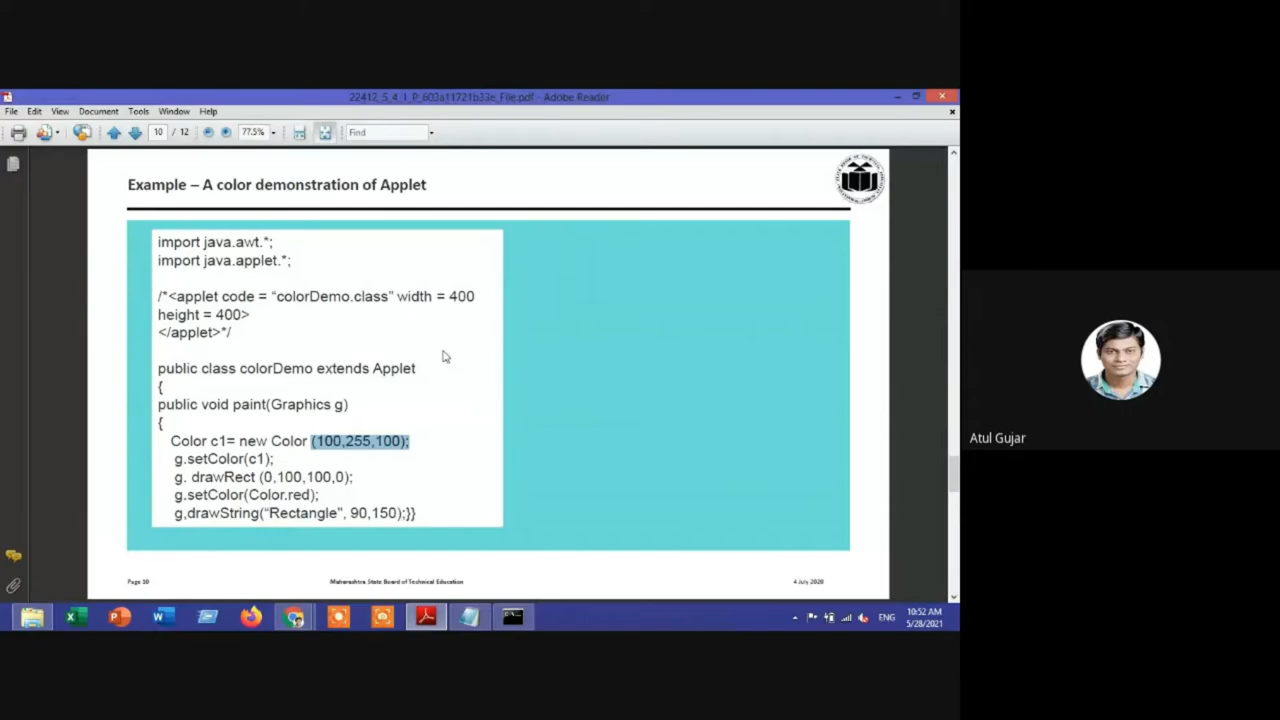 22412_5_4_1_P_603a11721b33e_File.pdf - Adobe Reader
File Edit View Document Tools Window Help
10 / 12 77.5% Find
Example – A color demonstration of Applet
import java.awt.*;
import java.applet.*;
/*<applet code = “colorDemo.class” width = 400
height = 400>
</applet>*/
public class colorDemo extends Applet
{
public void paint(Graphics g)
{
Color c1= new Color (100,255,100);
g.setColor(c1);
g. drawRect (0,100,100,0);
g.setColor(Color.red);
g,drawString(“Rectangle”, 90,150);}}
Atul Gujar
Page 10 Maharashtra State Board of Technical Education 4 July 2020
ENG 10:52 AM
5/28/2021